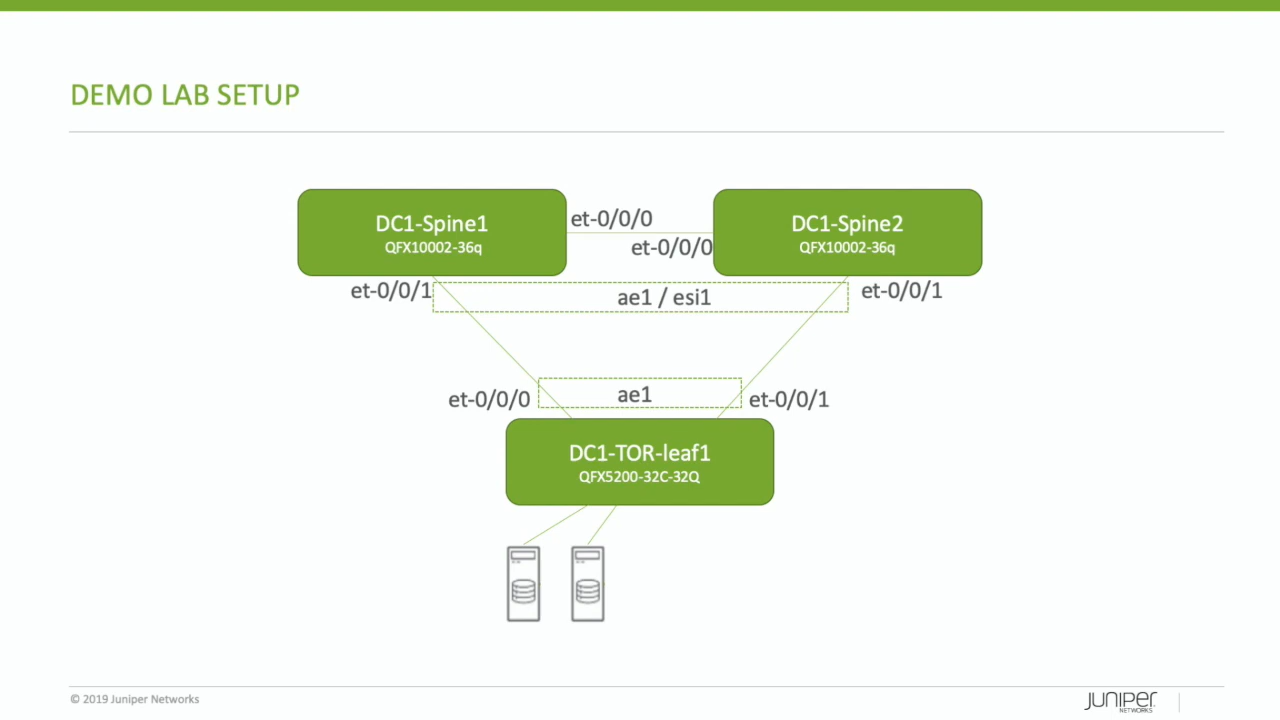 DEMO LAB SETUP
DC1-Spine1
QFX10002-36q
et-0/0/0
et-0/0/0
DC1-Spine2
QFX10002-36q
et-0/0/1
ae1 / esi1
et-0/0/1
et-0/0/0
ae1
et-0/0/1
DC1-TOR-leaf1
QFX5200-32C-32Q
© 2019 Juniper Networks
JUNIPER
NETWORKS